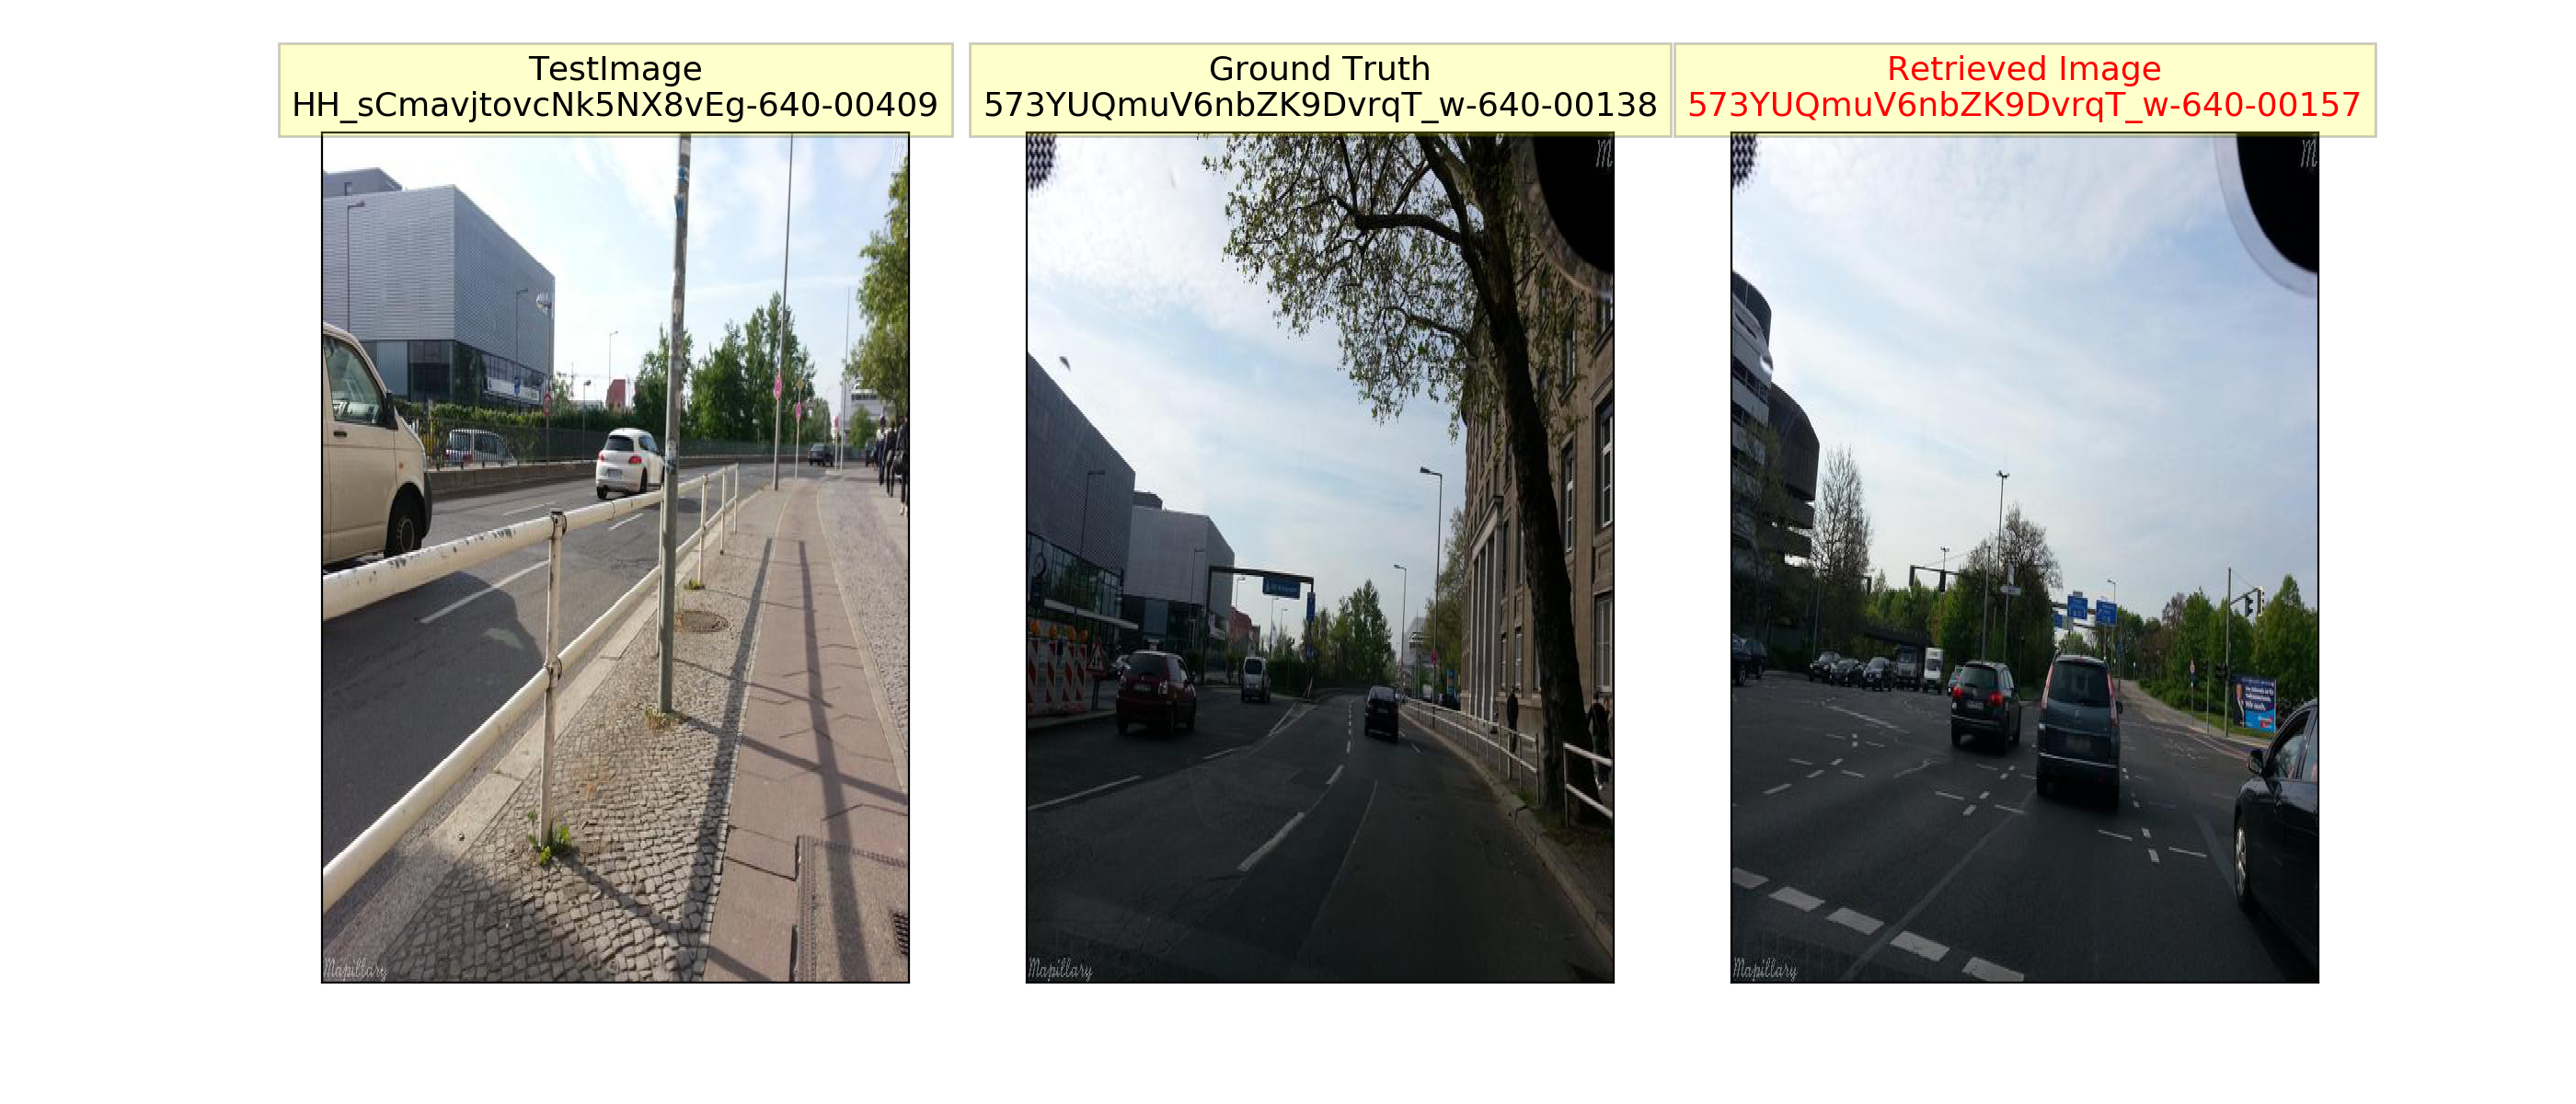 TestImage
HH_sCmavjtovcNk5NX8vEg-640-00409
Ground Truth
573YUQmuV6nbZK9DvrqT_w-640-00138
Retrieved Image
573YUQmuV6nbZK9DvrqT_w-640-00157
M
M
Mapillary
Mapillary
Mapillary